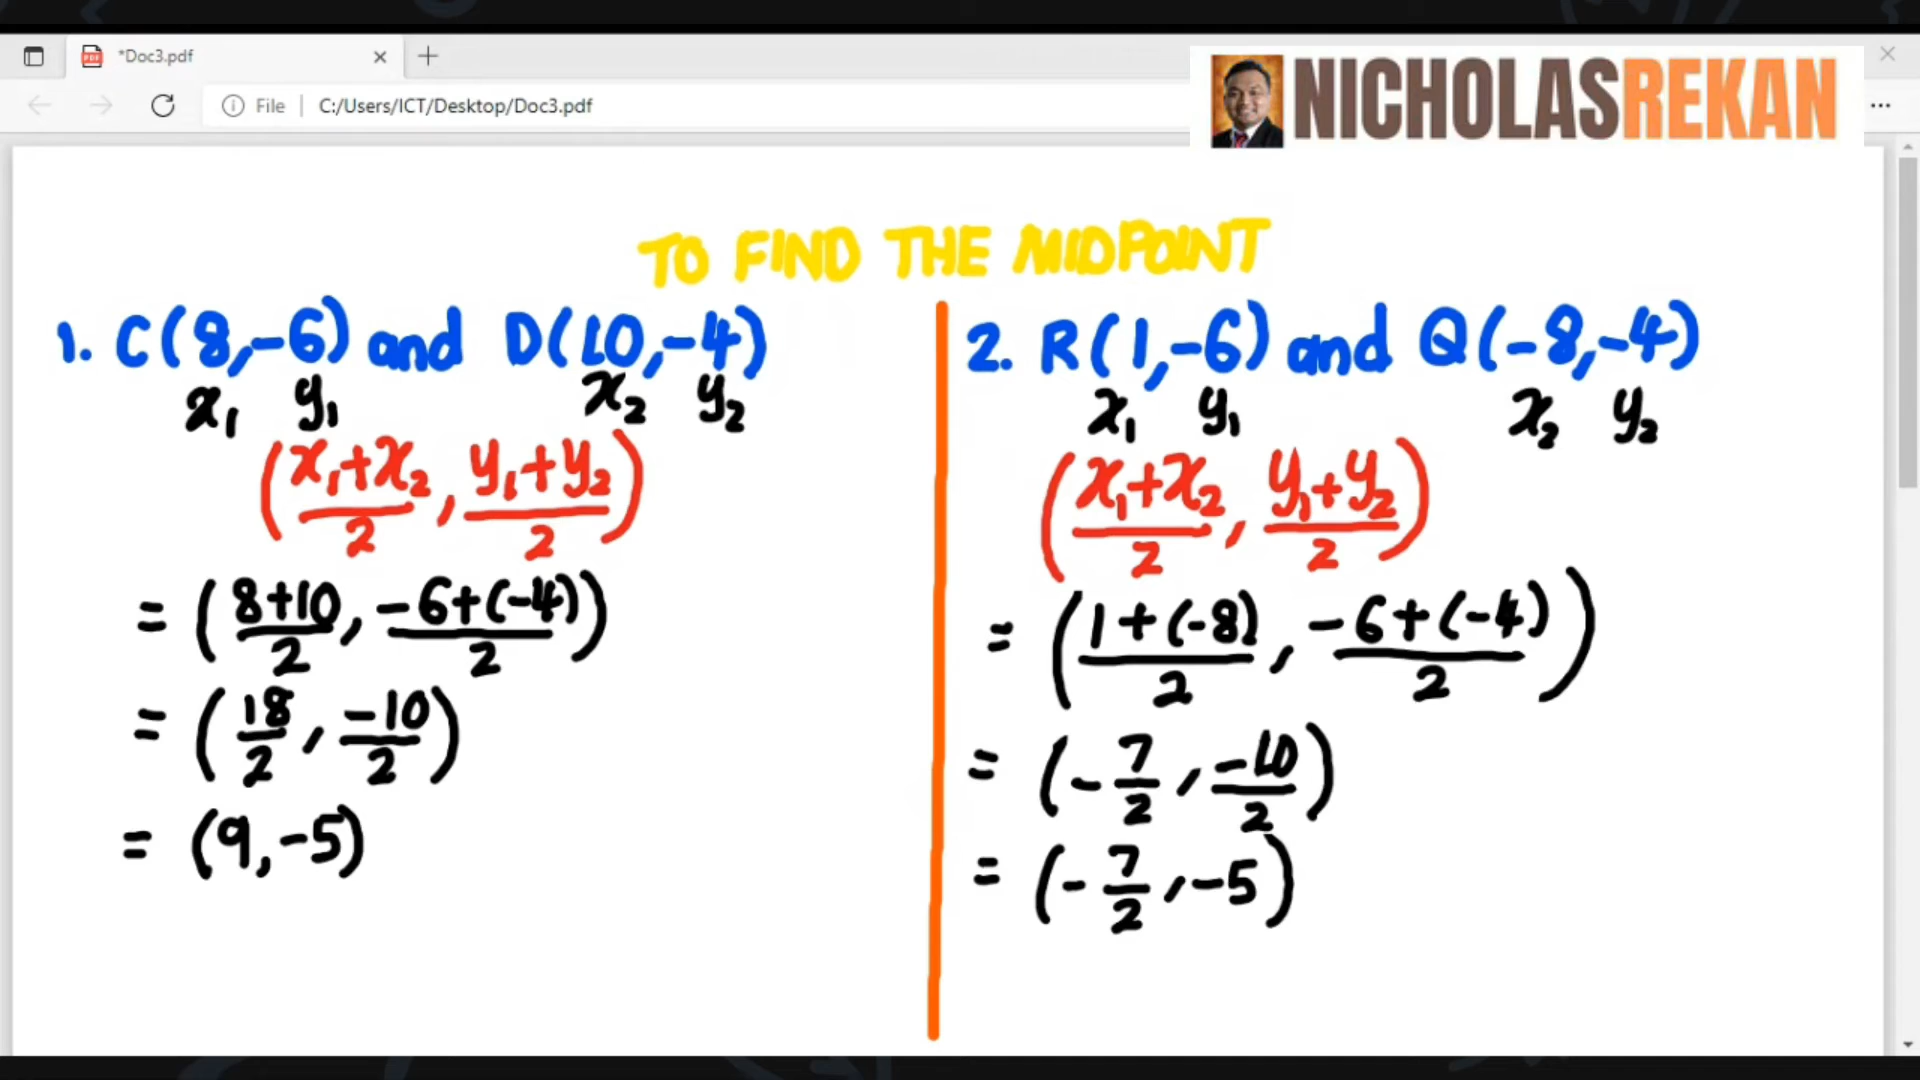 *Doc3.pdf
File | C:/Users/ICT/Desktop/Doc3.pdf
NICHOLASREKAN
TO FIND THE MIDPOINT
1. C(8,-6) and D(10,-4)
x₁ y₁ x₂ y₂
(x₁+x₂/2, y₁+y₂/2)
= (8+10/2, -6+(-4)/2)
= (18/2, -10/2)
= (9,-5)
2. R(1,-6) and Q(-8,-4)
x₁ y₁ x₂ y₂
(x₁+x₂/2, y₁+y₂/2)
= (1+(-8)/2, -6+(-4)/2)
= (-7/2, -10/2)
= (-7/2, -5)